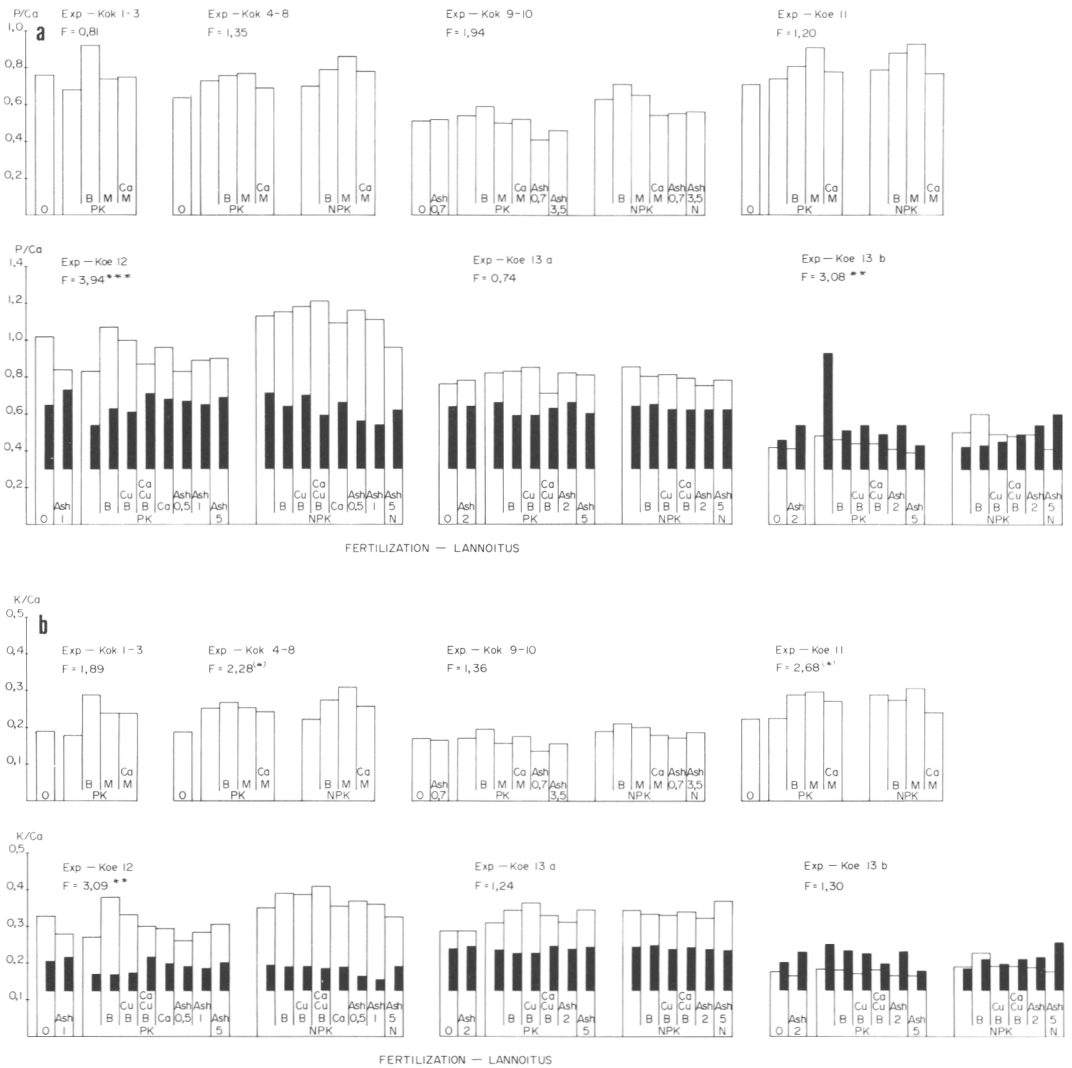 P/Ca
a
Exp – Kok 1-3
F = 0,81
Exp – Kok 4-8
F = 1,35
Exp – Kok 9-10
F = 1,94
Exp – Koe 11
F = 1,20
1,0
0,8
0,6
0,4
0,2
Ca Ca Ca Ca Ash Ca Ash Ash Ca Ca
B M M B M M B M M Ash B M M 0,7 Ash B M M 0,7 3,5 B M M B M M
0 PK 0 PK NPK 0 0,7 PK 3,5 NPK N 0 PK NPK
P/Ca
Exp – Koe 12
F = 3,94 ***
Exp – Koe 13 a
F = 0,74
Exp – Koe 13 b
F = 3,08 **
1,4
1,2
1,0
0,8
0,6
0,4
0,2
Ca Ca Ca Ca Ca Ca
Cu Cu Ash Ash Cu Cu Ash Ash Ash Cu Cu Ash Cu Cu Ash Cu Cu Ash Cu Cu Ash
Ash B B B Ca 0,5 1 Ash B B B Ca 0,5 1 5 Ash B B B 2 Ash B B B 2 5 Ash B B B 2 Ash B B B 2 5
0 1 PK 5 NPK N 0 2 PK 5 NPK N 0 2 PK 5 NPK N
FERTILIZATION — LANNOITUS
K/Ca
b
Exp – Kok 1-3
F = 1,89
Exp – Kok 4-8
F = 2,28(*)
Exp – Kok 9-10
F = 1,36
Exp – Koe 11
F = 2,68(*)
0,5
0,4
0,3
0,2
0,1
Ca Ca Ca Ca Ash Ca Ash Ash Ca Ca
B M M B M M B M M Ash B M M 0,7 Ash B M M 0,7 3,5 B M M B M M
0 PK 0 PK NPK 0 0,7 PK 3,5 NPK N 0 PK NPK
K/Ca
Exp – Koe 12
F = 3,09 **
Exp – Koe 13 a
F = 1,24
Exp – Koe 13 b
F = 1,30
0,5
0,4
0,3
0,2
0,1
Ca Ca Ca Ca Ca Ca
Cu Cu Ash Ash Cu Cu Ash Ash Ash Cu Cu Ash Cu Cu Ash Cu Cu Ash Cu Cu Ash
Ash B B B Ca 0,5 1 Ash B B B Ca 0,5 1 5 Ash B B B 2 Ash B B B 2 5 Ash B B B 2 Ash B B B 2 5
0 1 PK 5 NPK N 0 2 PK 5 NPK N 0 2 PK 5 NPK N
FERTILIZATION — LANNOITUS